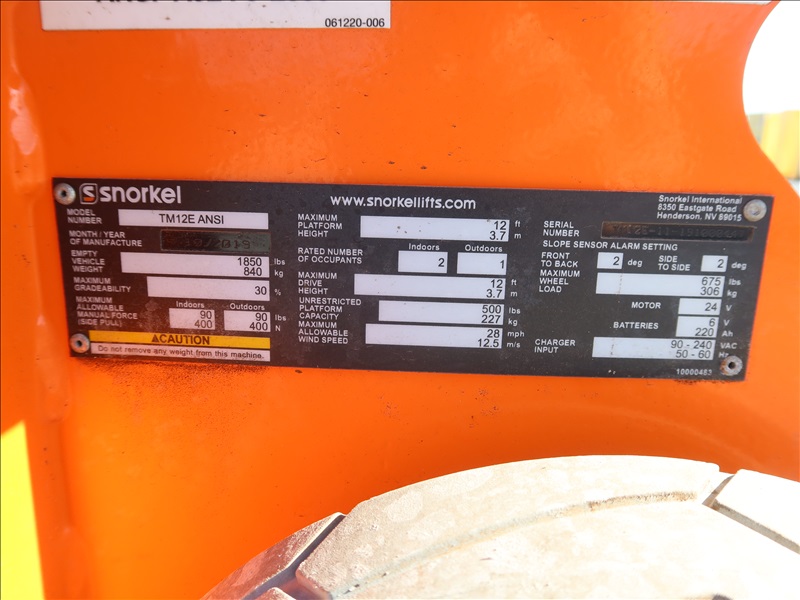 061220-006
snorkel
www.snorkellifts.com
Snorkel International
8350 Eastgate Road
Henderson, NV 89015
MODEL NUMBER TM12E ANSI
MONTH / YEAR OF MANUFACTURE 10/2019
EMPTY VEHICLE WEIGHT 1850 lbs
840 kg
MAXIMUM GRADEABILITY 30 %
MAXIMUM ALLOWABLE MANUAL FORCE (SIDE PULL)
Indoors Outdoors
90 90 lbs
400 400 N
CAUTION
Do not remove any weight from this machine.
MAXIMUM PLATFORM HEIGHT 12 ft
3.7 m
Indoors Outdoors
RATED NUMBER OF OCCUPANTS 2 1
MAXIMUM DRIVE HEIGHT 12 ft
3.7 m
UNRESTRICTED PLATFORM CAPACITY 500 lbs
227 kg
MAXIMUM ALLOWABLE WIND SPEED 28 mph
12.5 m/s
SERIAL NUMBER
SLOPE SENSOR ALARM SETTING
FRONT TO BACK 2 deg SIDE TO SIDE 2 deg
MAXIMUM WHEEL LOAD 675 lbs
306 kg
MOTOR 24 V
BATTERIES 6 V
220 Ah
CHARGER INPUT 90 - 240 VAC
50 - 60 Hz
10000453